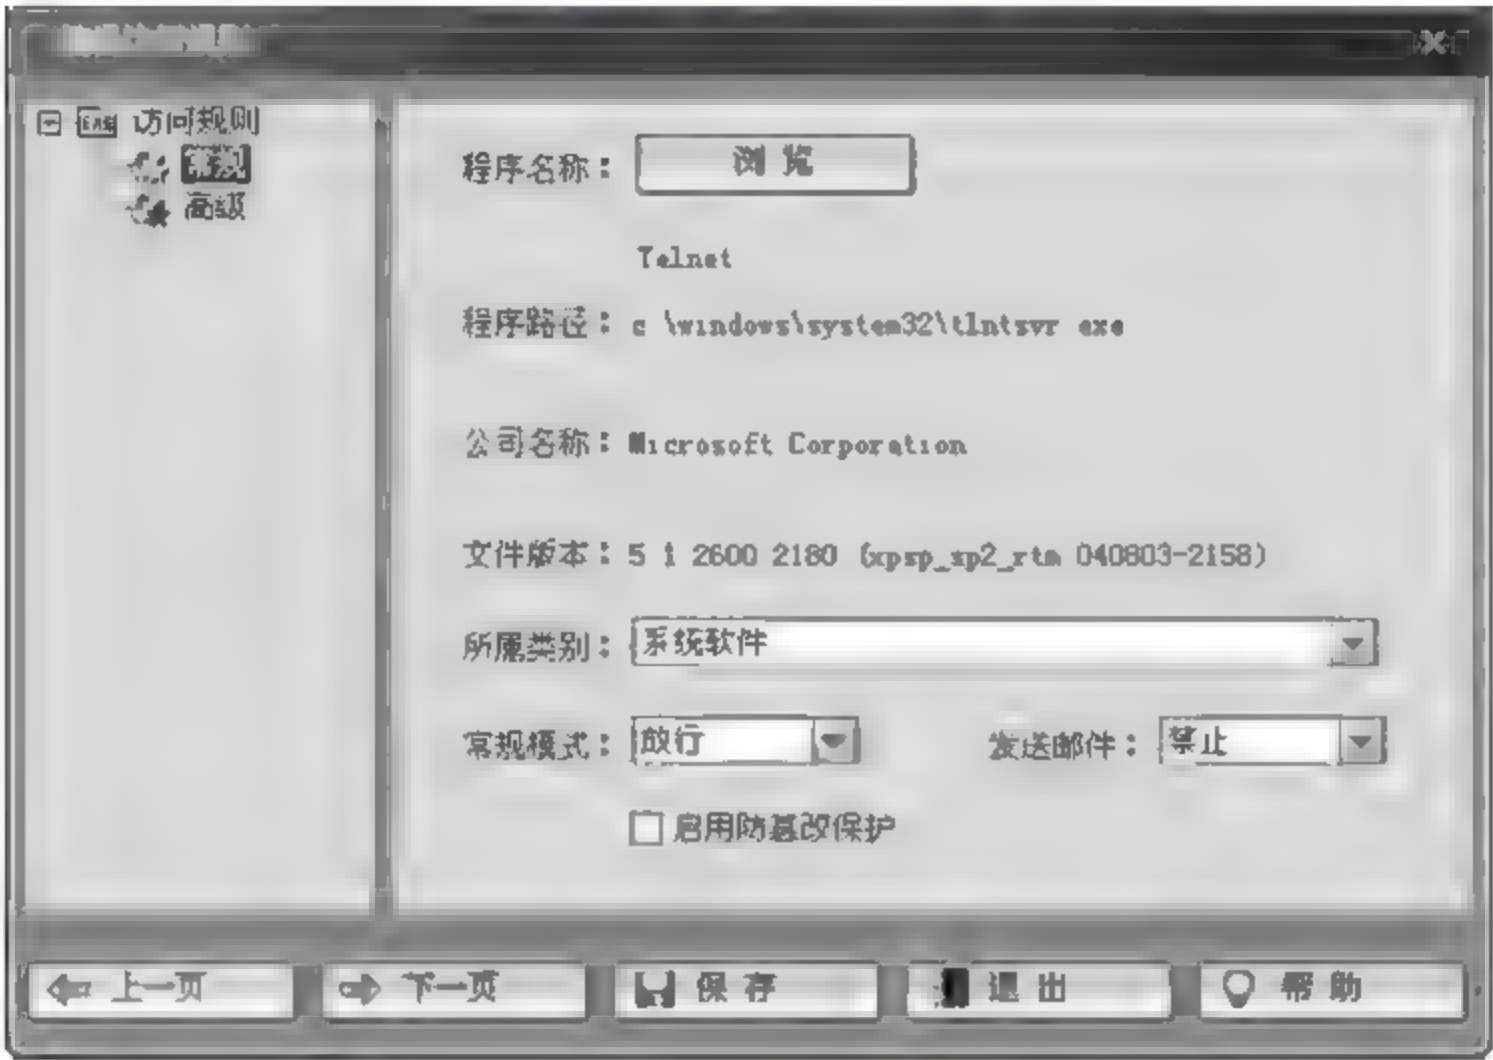 访问规则
常规
高级
程序名称： 浏览
Telnet
程序路径： c \windows\system32\tlntsvr exe
公司名称： Microsoft Corporation
文件版本： 5 1 2600 2180 (xpsp_sp2_rtm 040803-2158)
所属类别： 系统软件
常规模式： 放行 发送邮件： 禁止
启用防篡改保护
上一页 下一页 保存 退出 帮助